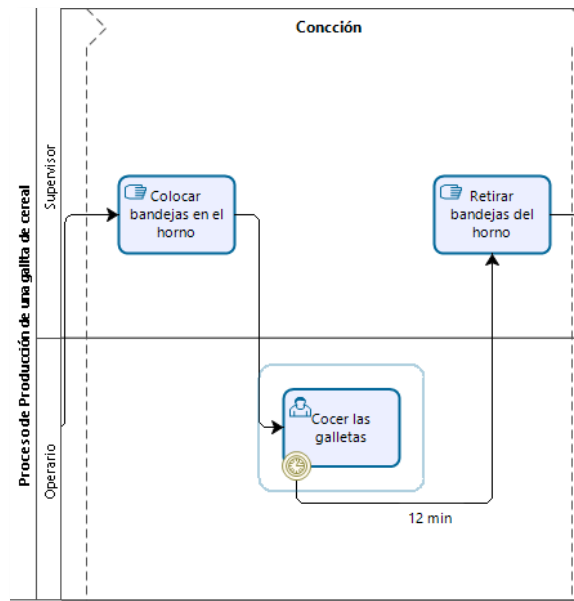 Proceso de Producción de una gallita de cereal
Supervisor
Operario
Concción
Colocar
bandejas en el
horno
Retirar
bandejas del
horno
Cocer las
galletas
12 min